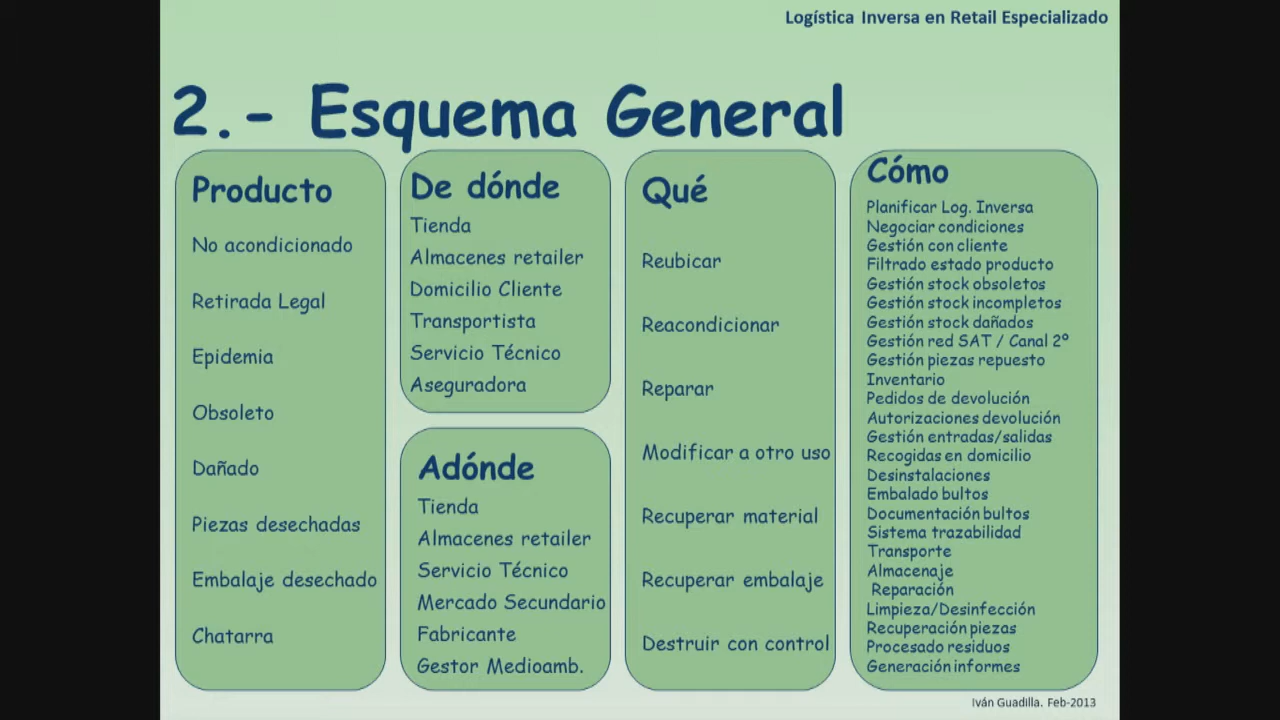 Logística Inversa en Retail Especializado
2.- Esquema General
Producto
No acondicionado
Retirada Legal
Epidemia
Obsoleto
Dañado
Piezas desechadas
Embalaje desechado
Chatarra
De dónde
Tienda
Almacenes retailer
Domicilio Cliente
Transportista
Servicio Técnico
Aseguradora
Adónde
Tienda
Almacenes retailer
Servicio Técnico
Mercado Secundario
Fabricante
Gestor Medioamb.
Qué
Reubicar
Reacondicionar
Reparar
Modificar a otro uso
Recuperar material
Recuperar embalaje
Destruir con control
Cómo
Planificar Log. Inversa
Negociar condiciones
Gestión con cliente
Filtrado estado producto
Gestión stock obsoletos
Gestión stock incompletos
Gestión stock dañados
Gestión red SAT / Canal 2º
Gestión piezas repuesto
Inventario
Pedidos de devolución
Autorizaciones devolución
Gestión entradas/salidas
Recogidas en domicilio
Desinstalaciones
Embalado bultos
Documentación bultos
Sistema trazabilidad
Transporte
Almacenaje
Reparación
Limpieza/Desinfección
Recuperación piezas
Procesado residuos
Generación informes
Iván Guadilla. Feb-2013